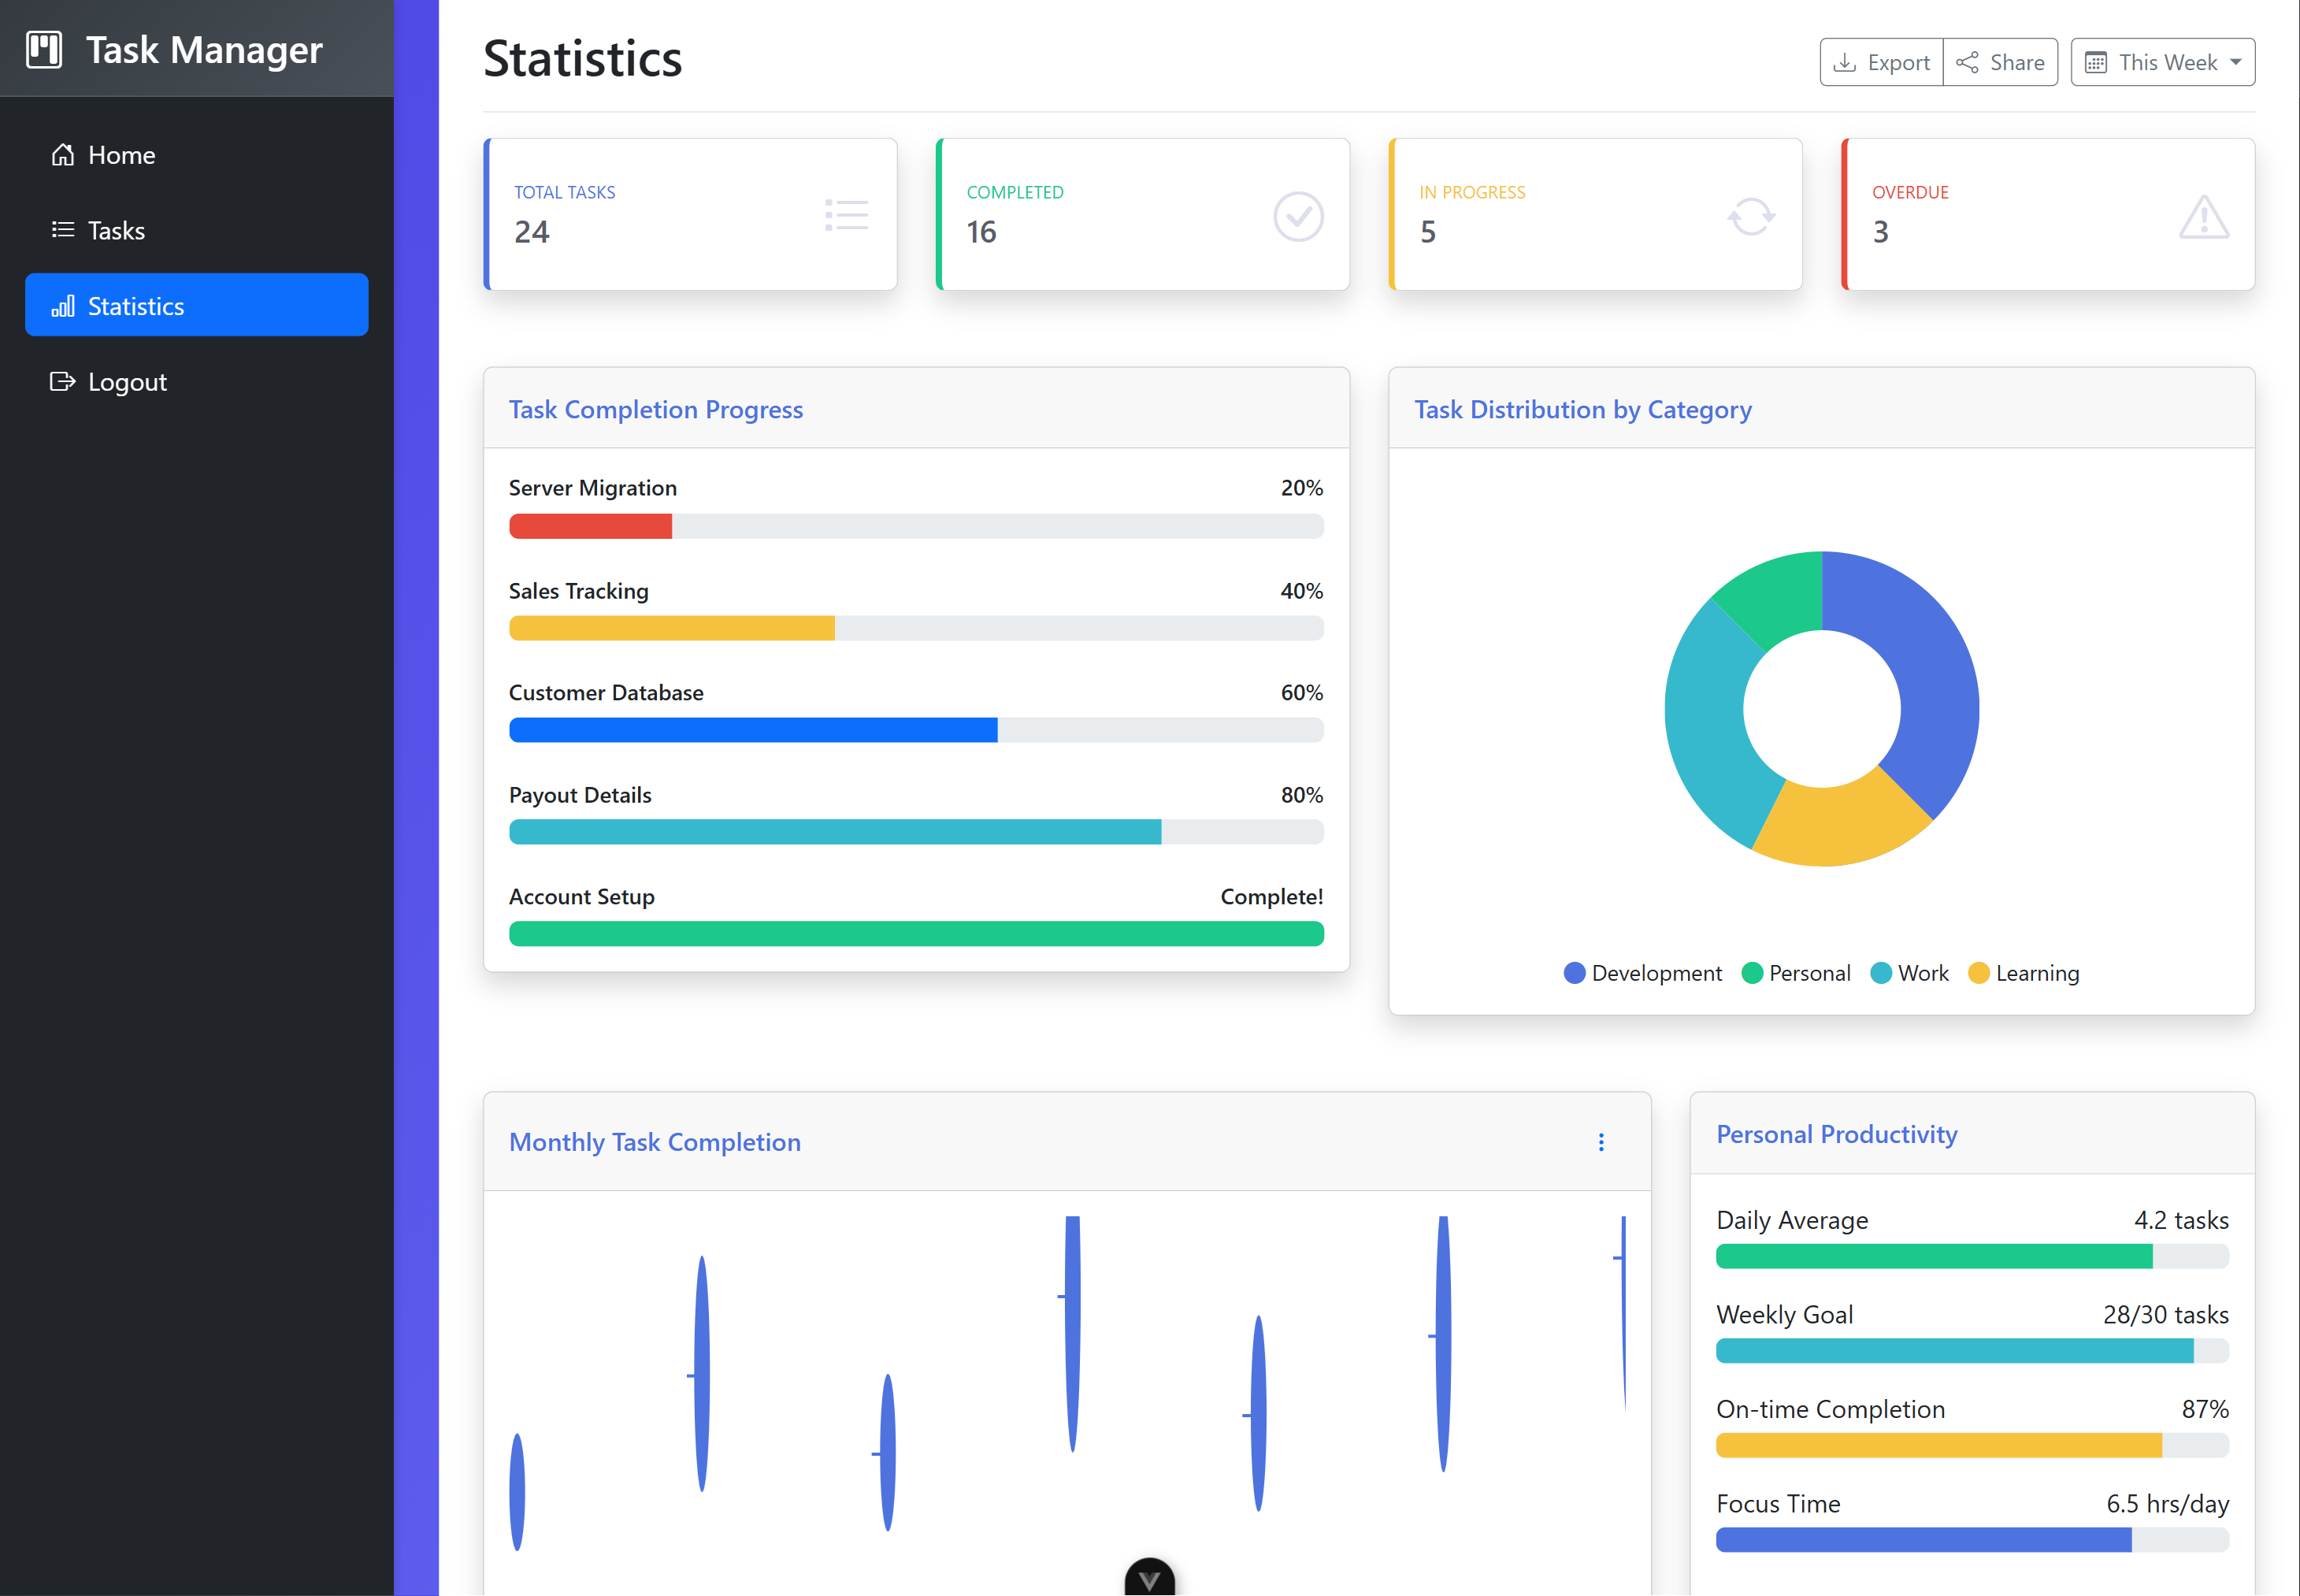 Task Manager
Home
Tasks
Statistics
Logout
Statistics
Export
Share
This Week
TOTAL TASKS
24
COMPLETED
16
IN PROGRESS
5
OVERDUE
3
Task Completion Progress
Server Migration 20%
Sales Tracking 40%
Customer Database 60%
Payout Details 80%
Account Setup Complete!
Task Distribution by Category
Development Personal Work Learning
Monthly Task Completion
Personal Productivity
Daily Average 4.2 tasks
Weekly Goal 28/30 tasks
On-time Completion 87%
Focus Time 6.5 hrs/day